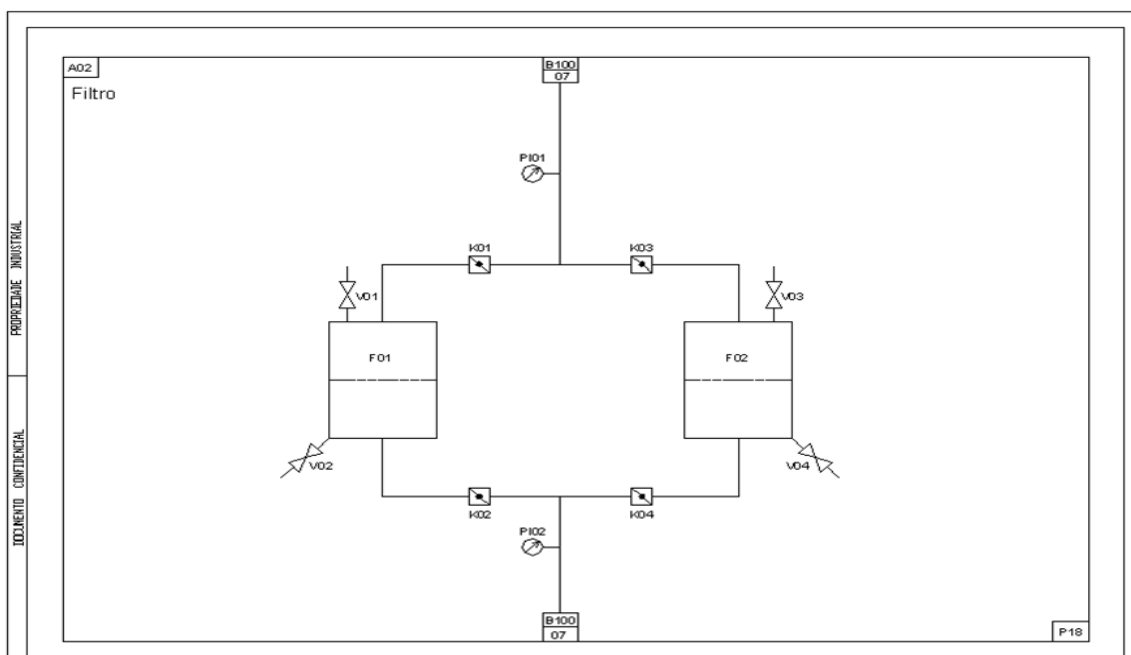 A02
B100
07
Filtro
PI01
K01
K03
V01
V03
F01
F02
V02
V04
K02
K04
PI02
B100
07
P18
PROPRIEDADE INDUSTRIAL
DOCUMENTO CONFIDENCIAL